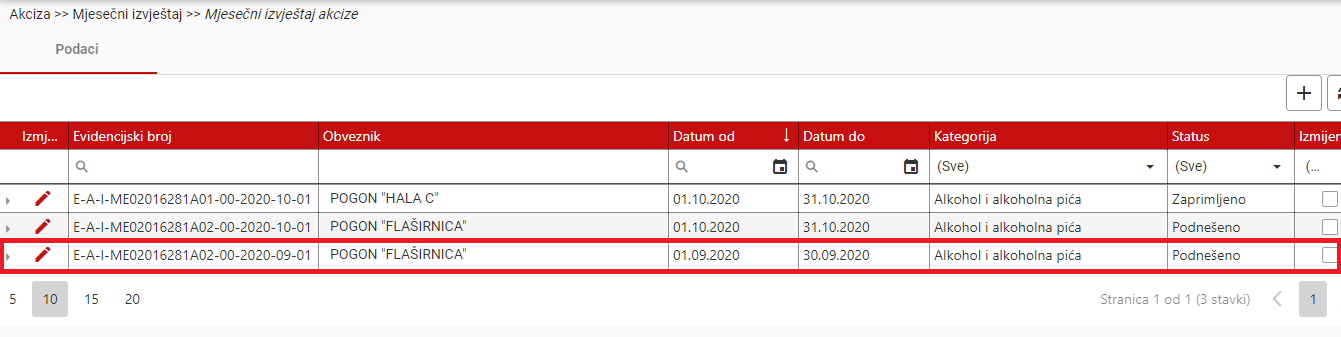 Akciza >> Mjesečni izvještaj >> Mjesečni izvještaj akcize
Podaci
Izmj... Evidencijski broj Obveznik Datum od Datum do Kategorija Status Izmijen
(Sve) (Sve) (...
E-A-I-ME02016281A01-00-2020-10-01 POGON "HALA C" 01.10.2020 31.10.2020 Alkohol i alkoholna pića Zaprimljeno
E-A-I-ME02016281A02-00-2020-10-01 POGON "FLAŠIRNICA" 01.10.2020 31.10.2020 Alkohol i alkoholna pića Podnešeno
E-A-I-ME02016281A02-00-2020-09-01 POGON "FLAŠIRNICA" 01.09.2020 30.09.2020 Alkohol i alkoholna pića Podnešeno
5 10 15 20 Stranica 1 od 1 (3 stavki) 1